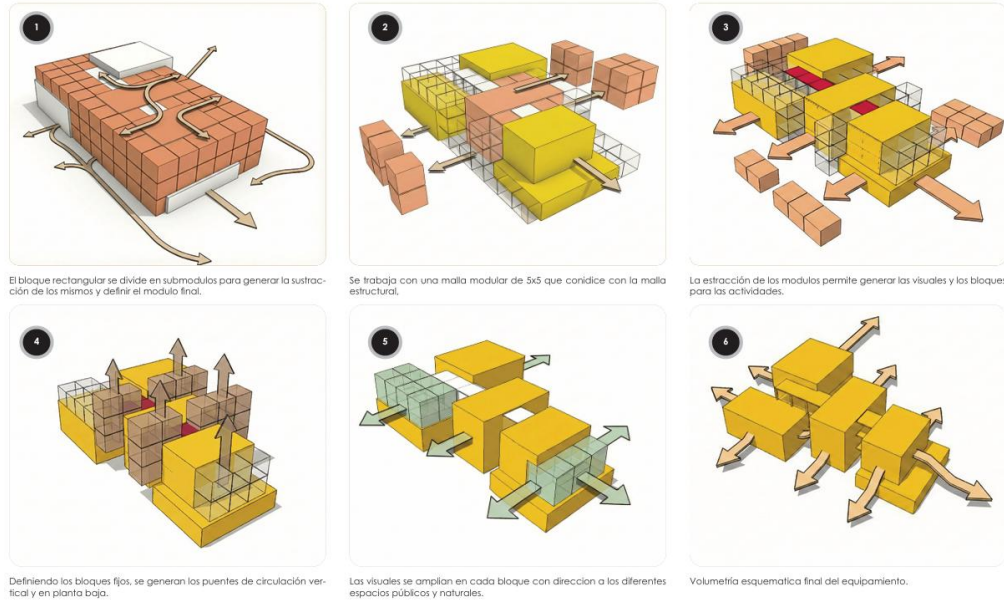 1
2
3
El bloque rectangular se divide en submodulos para generar la sustrac-
ción de los mismos y definir el modulo final.
Se trabaja con una malla modular de 5x5 que conidice con la malla
estructural,
La estracción de los modulos permite generar las visuales y los bloques
para las actividades.
4
5
6
Definiendo los bloques fijos, se generan los puentes de circulación ver-
tical y en planta baja.
Las visuales se amplian en cada bloque con direccion a los diferentes
espacios públicos y naturales.
Volumetría esquematica final del equipamiento.